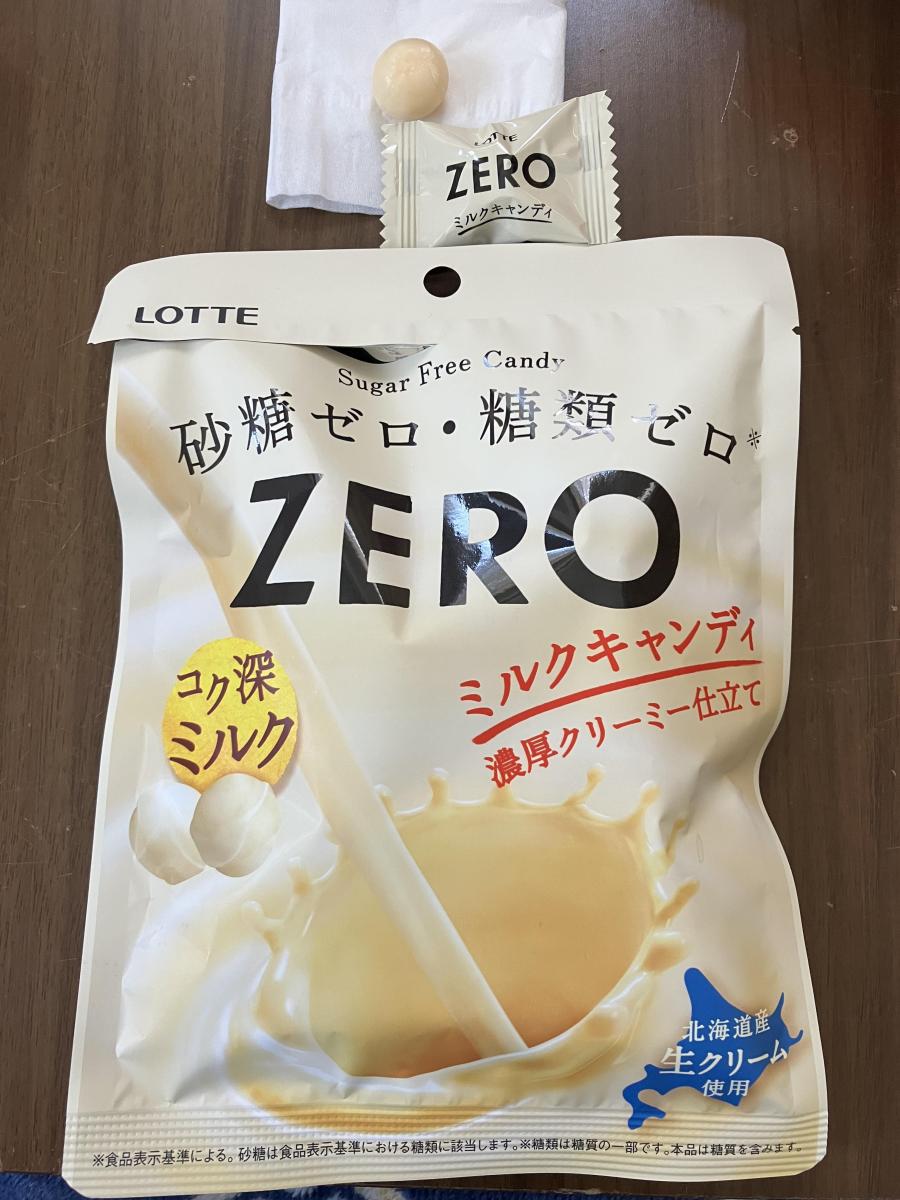 LOTTE
ZERO
ミルクキャンディ
LOTTE
Sugar Free Candy
砂糖ゼロ・糖類ゼロ※
ZERO
ミルクキャンディ
濃厚クリーミー仕立て
コク深
ミルク
北海道産
生クリーム
使用
※食品表示基準による。砂糖は食品表示基準における糖類に該当します。※糖類は糖質の一部です。本品は糖質を含みます。